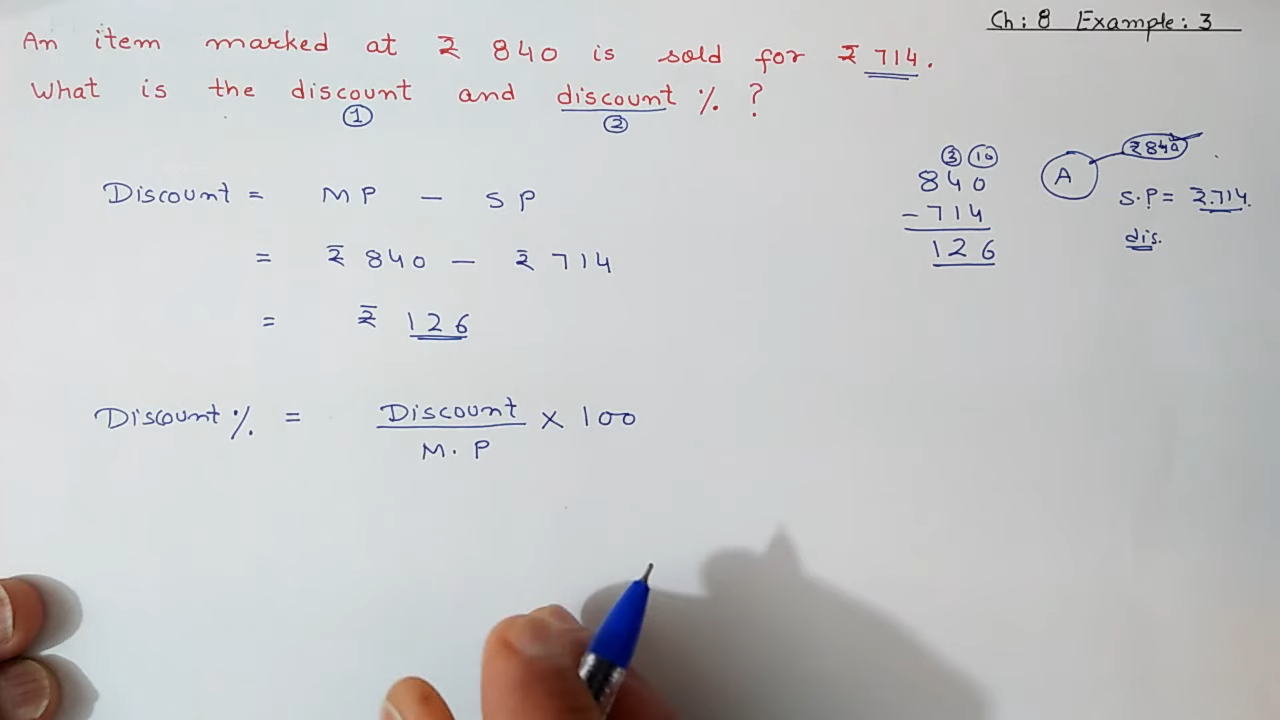 Ch: 8 Example: 3
An item marked at ₹ 840 is sold for ₹ 714.
What is the discount and discount % ?
① ②
Discount = MP - SP
= ₹ 840 - ₹ 714
= ₹ 126
Discount % = Discount / M.P × 100
③ ⑩
840
- 714
126
A ₹840
S.P = ₹.714.
dis.